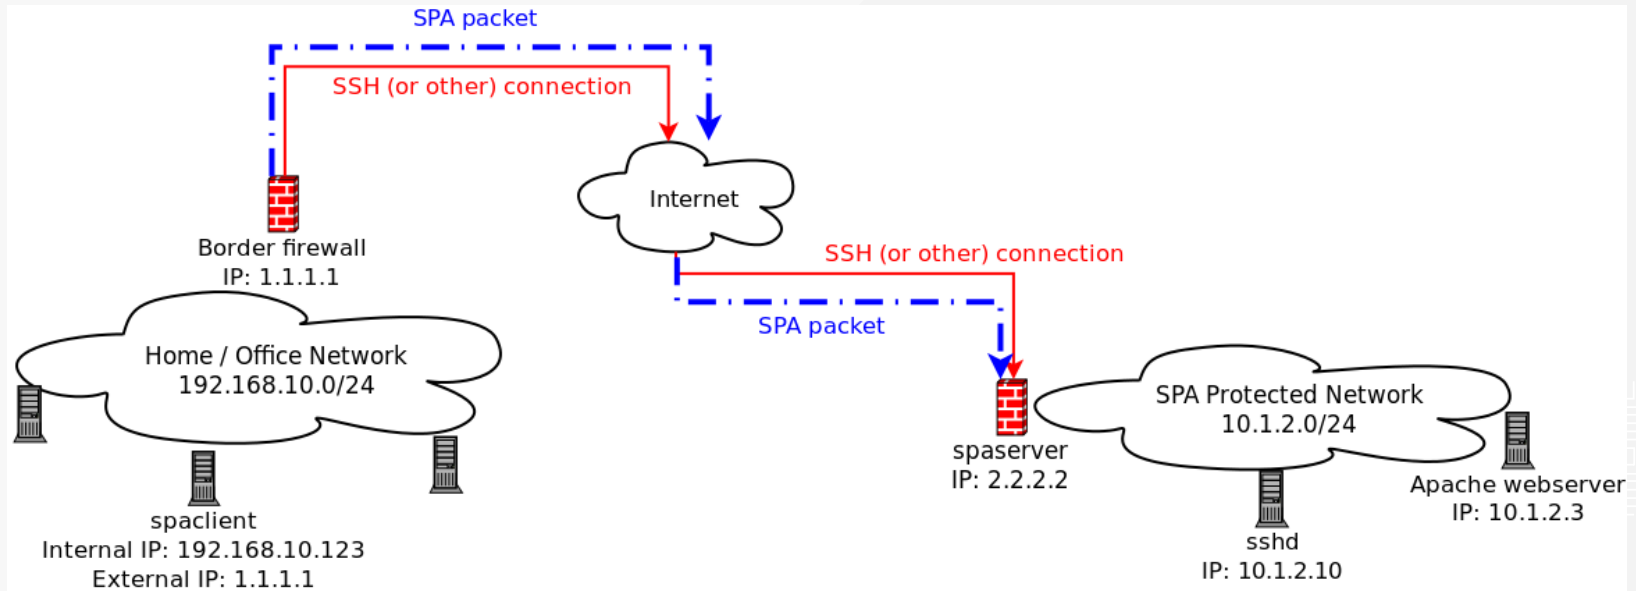 SPA packet
SSH (or other) connection
Internet
Border firewall
IP: 1.1.1.1
SSH (or other) connection
SPA packet
Home / Office Network
192.168.10.0/24
SPA Protected Network
10.1.2.0/24
spaserver
IP: 2.2.2.2
Apache webserver
IP: 10.1.2.3
spaclient
Internal IP: 192.168.10.123
External IP: 1.1.1.1
sshd
IP: 10.1.2.10